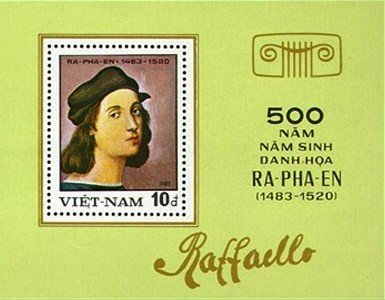 RA-PHA-EN-1483-1520
1983
VIỆT-NAM 10đ
500
NĂM
NĂM SINH
DANH HỌA
RA-PHA-EN
(1483-1520)
Raffaello